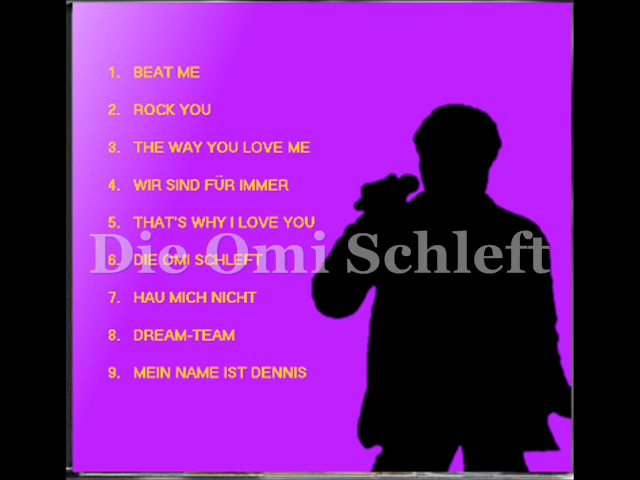 1. BEAT ME
2. ROCK YOU
3. THE WAY YOU LOVE ME
4. WIR SIND FÜR IMMER
5. THAT'S WHY I LOVE YOU
Die Omi Schleft
6. DIE OMI SCHLEFT
7. HAU MICH NICHT
8. DREAM-TEAM
9. MEIN NAME IST DENNIS